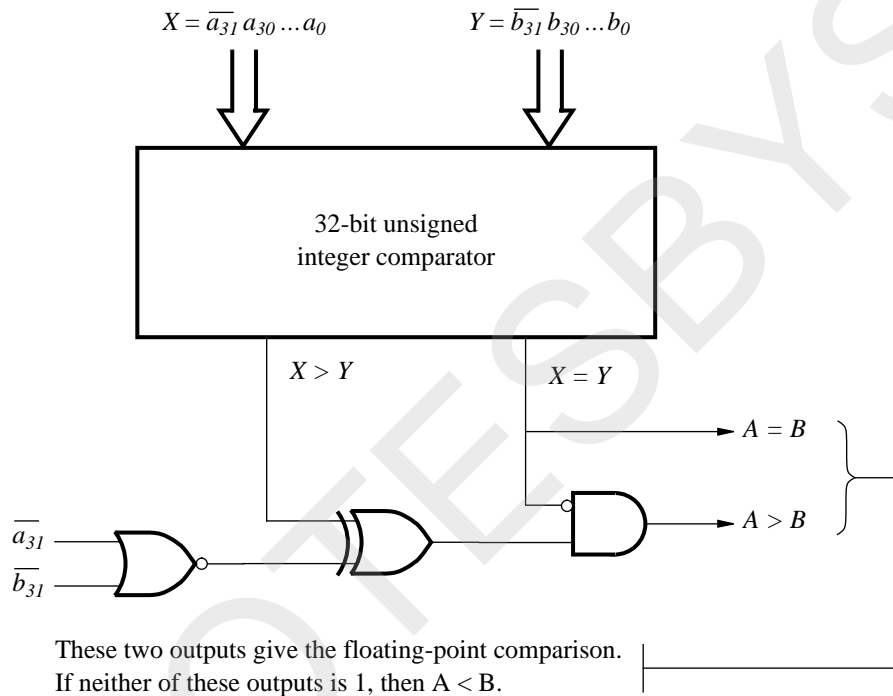 X = a̅₃₁ a₃₀ ... a₀
Y = b̅₃₁ b₃₀ ... b₀
32-bit unsigned
integer comparator
X > Y
X = Y
A = B
A > B
a̅₃₁
b̅₃₁
These two outputs give the floating-point comparison.
If neither of these outputs is 1, then A < B.